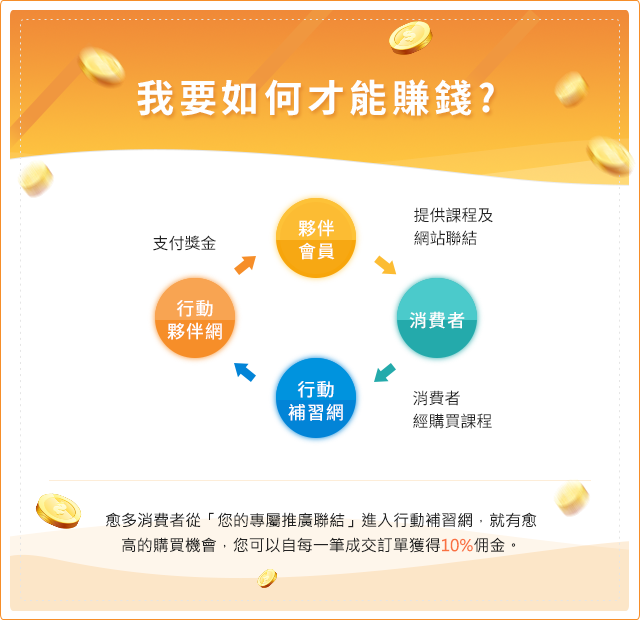 我要如何才能賺錢?
支付獎金
夥伴
會員
提供課程及
網站聯結
行動
夥伴網
消費者
行動
補習網
消費者
經購買課程
愈多消費者從「您的專屬推廣聯結」進入行動補習網，就有愈
高的購買機會，您可以自每一筆成交訂單獲得10%佣金。